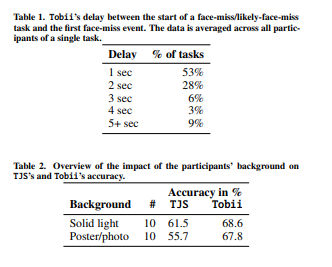 Table 1. Tobii's delay between the start of a face-miss/likely-face-miss
task and the first face-miss event. The data is averaged across all partic-
ipants of a single task.
Delay % of tasks
1 sec 53%
2 sec 28%
3 sec 6%
4 sec 3%
5+ sec 9%
Table 2. Overview of the impact of the participants' background on
TJS's and Tobii's accuracy.
Accuracy in %
Background # TJS Tobii
Solid light 10 61.5 68.6
Poster/photo 10 55.7 67.8